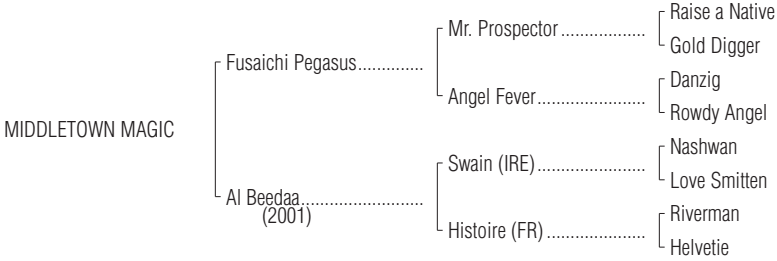 Raise a Native
Mr. Prospector ....................
Gold Digger
Fusaichi Pegasus..............
Danzig
Angel Fever.........................
Rowdy Angel
MIDDLETOWN MAGIC
Nashwan
Swain (IRE).........................
Love Smitten
Al Beedaa...........................
(2001)
Riverman
Histoire (FR) .......................
Helvetie